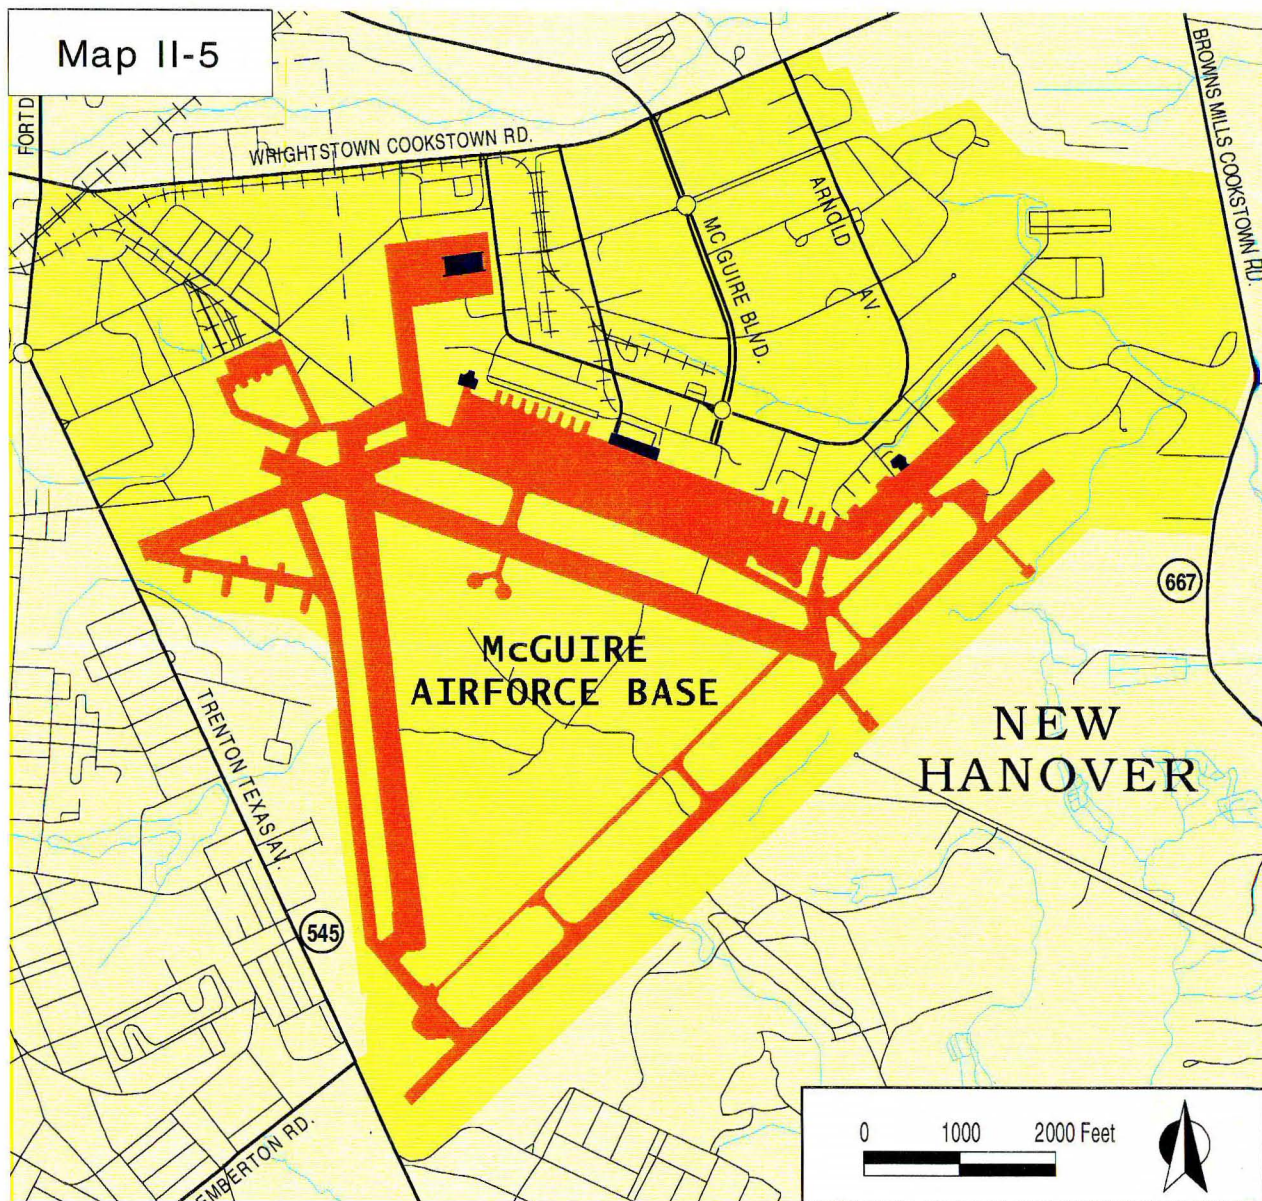 Map II-5
FORT D
WRIGHTSTOWN COOKSTOWN RD.
BROWNS MILLS COOKSTOWN RD.
ARNOLD AV.
MC GUIRE BLVD.
667
McGUIRE
AIRFORCE BASE
NEW
HANOVER
TRENTON TEXAS AV.
545
EMBERTON RD.
0 1000 2000 Feet